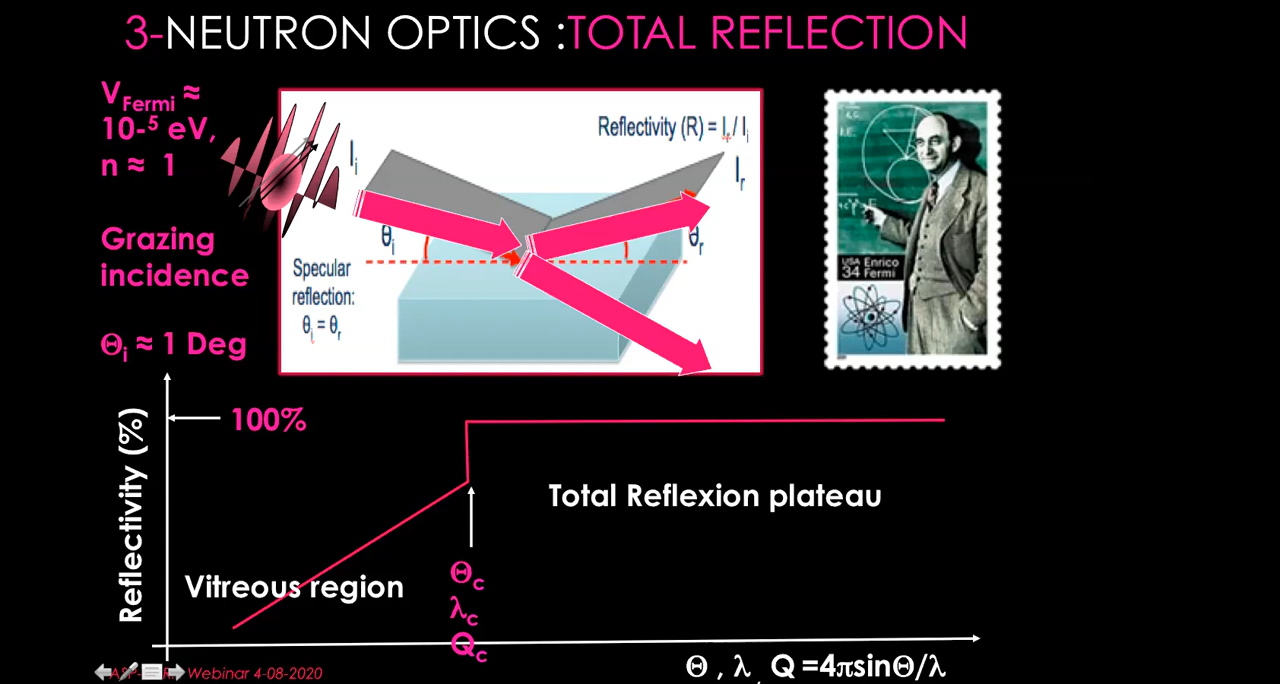 3-NEUTRON OPTICS :TOTAL REFLECTION
V_Fermi ≈
10-⁵ eV,
n ≈ 1
Grazing
incidence
Θi ≈ 1 Deg
Reflectivity (R) = Ir / Ii
Ii
Ir
θi
θr
Specular
reflection:
θi = θr
USA Enrico
34 Fermi
100%
Reflectivity (%)
Total Reflexion plateau
Vitreous region
Θc
λc
Qc
Webinar 4-08-2020
Θ , λ, Q =4πsinΘ/λ